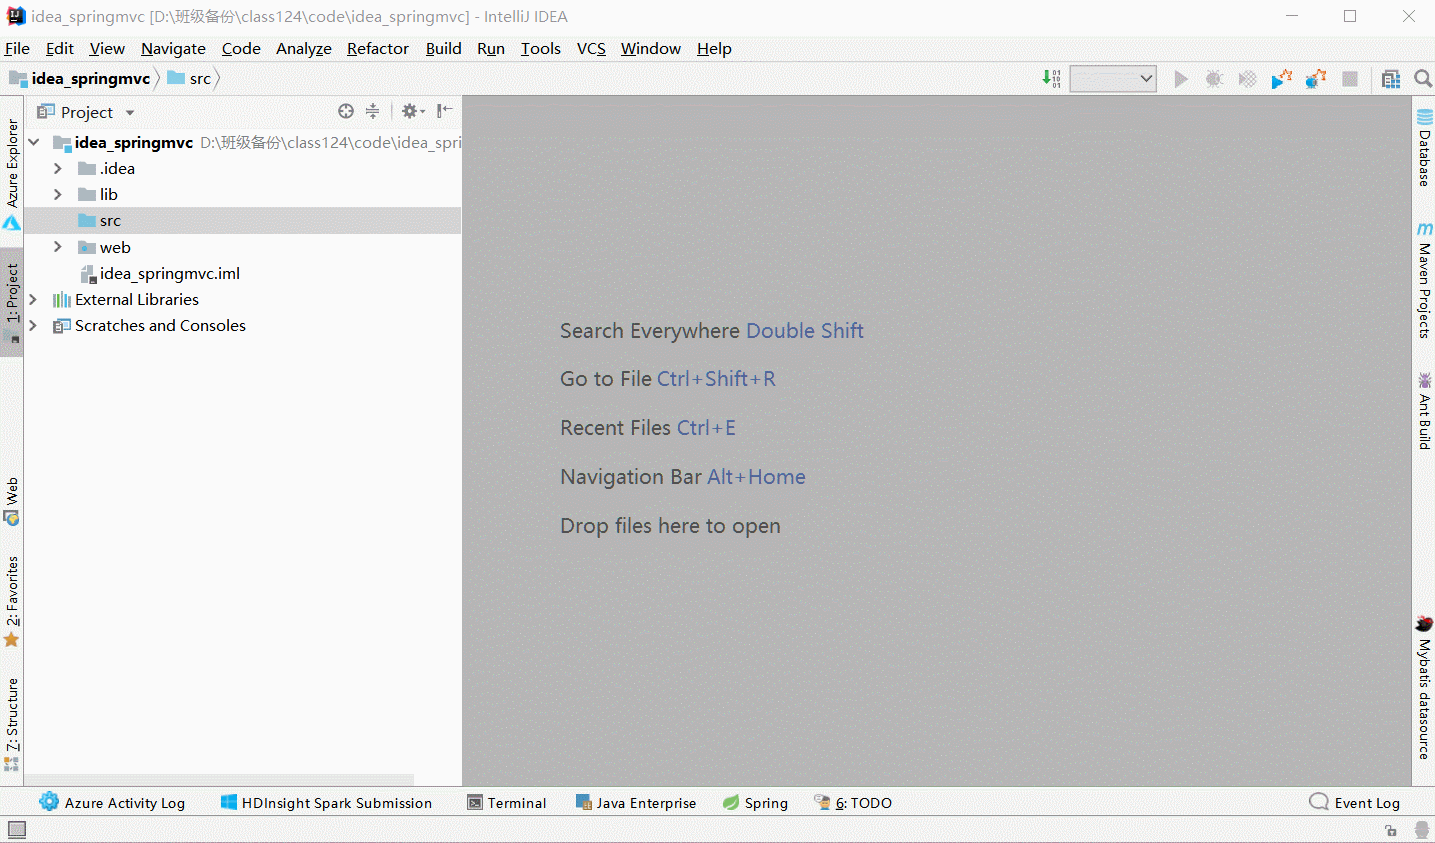 idea_springmvc [D:\班级备份\class124\code\idea_springmvc] - IntelliJ IDEA
File Edit View Navigate Code Analyze Refactor Build Run Tools VCS Window Help
idea_springmvc src
Project
idea_springmvc D:\班级备份\class124\code\idea_spri
.idea
lib
src
web
idea_springmvc.iml
External Libraries
Scratches and Consoles
Azure Explorer
1: Project
Web
2: Favorites
7: Structure
Search Everywhere Double Shift
Go to File Ctrl+Shift+R
Recent Files Ctrl+E
Navigation Bar Alt+Home
Drop files here to open
Database
Maven Projects
Ant Build
Mybatis datasource
Azure Activity Log HDInsight Spark Submission Terminal Java Enterprise Spring 6: TODO Event Log